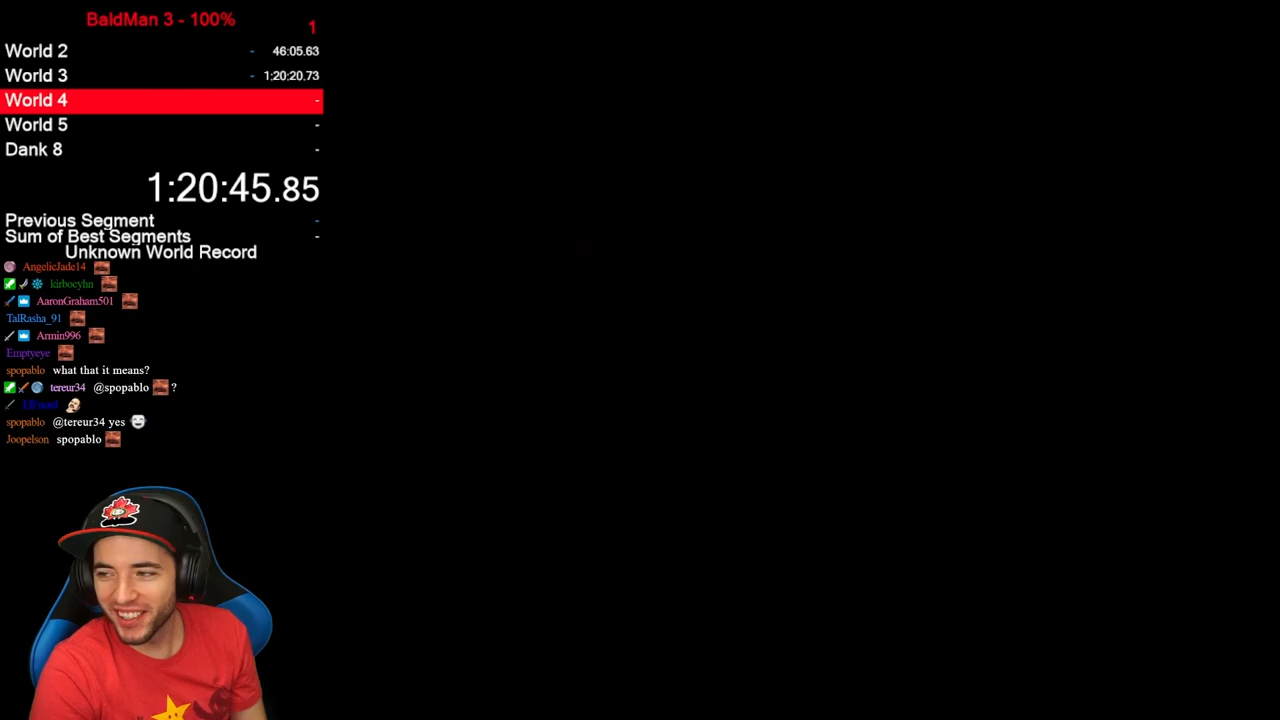 BaldMan 3 - 100%
1
World 2 - 46:05.63
World 3 - 1:20:20.73
World 4 -
World 5 -
Dank 8 -
1:20:45.85
Previous Segment -
Sum of Best Segments -
Unknown World Record
AngelicJade14
kirbocyhn
AaronGraham501
TalRasha_91
Armin996
Emptyeye
spopablo what that it means?
tereur34 @spopablo ?
spopablo @tereur34 yes
Joopelson spopablo